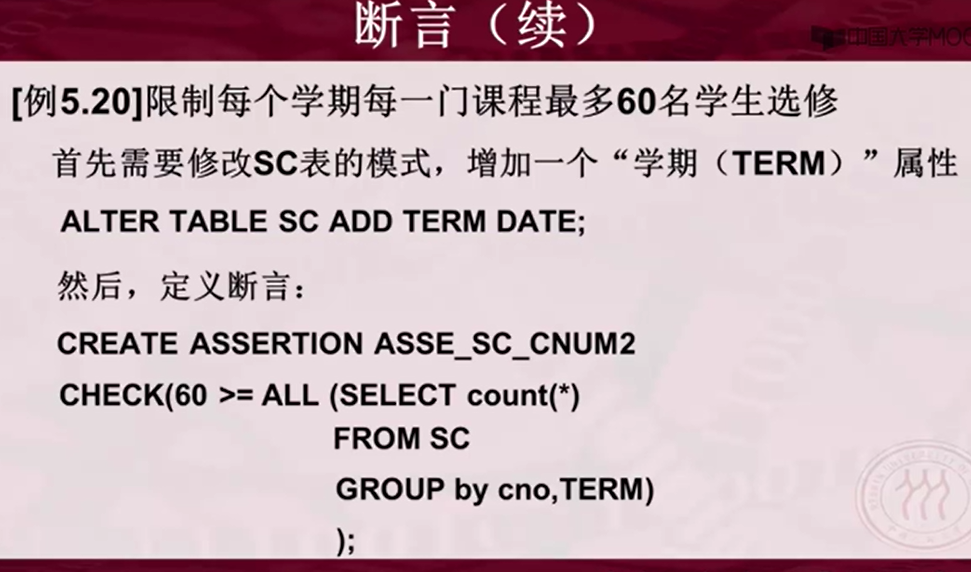 断言（续）
中国大学MOO
[例5.20]限制每个学期每一门课程最多60名学生选修
首先需要修改SC表的模式，增加一个“学期（TERM）”属性
ALTER TABLE SC ADD TERM DATE;
然后，定义断言：
CREATE ASSERTION ASSE_SC_CNUM2
CHECK(60 >= ALL (SELECT count(*)
FROM SC
GROUP by cno,TERM)
);